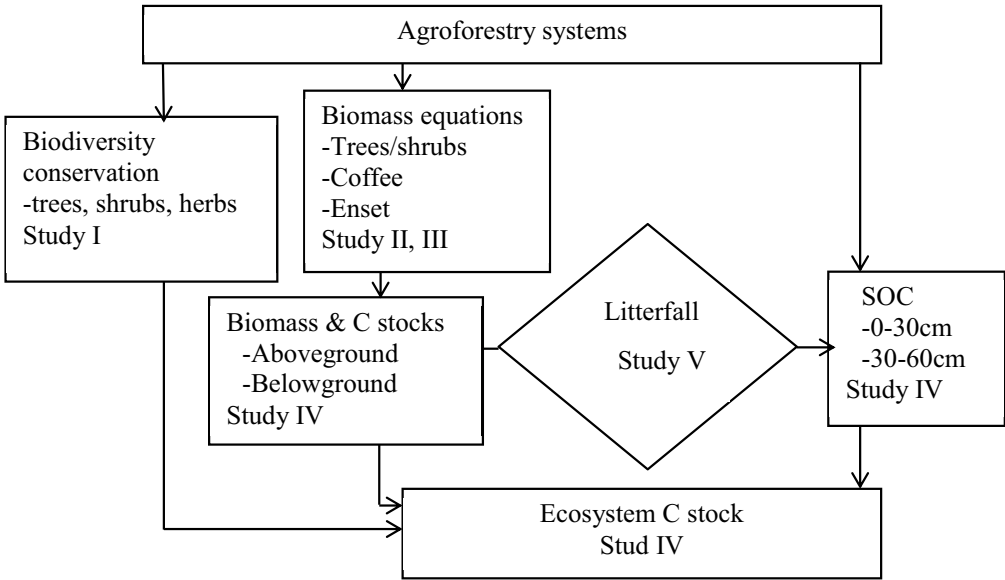 Agroforestry systems
Biodiversity
conservation
-trees, shrubs, herbs
Study I
Biomass equations
-Trees/shrubs
-Coffee
-Enset
Study II, III
Biomass & C stocks
-Aboveground
-Belowground
Study IV
Litterfall
Study V
SOC
-0-30cm
-30-60cm
Study IV
Ecosystem C stock
Stud IV